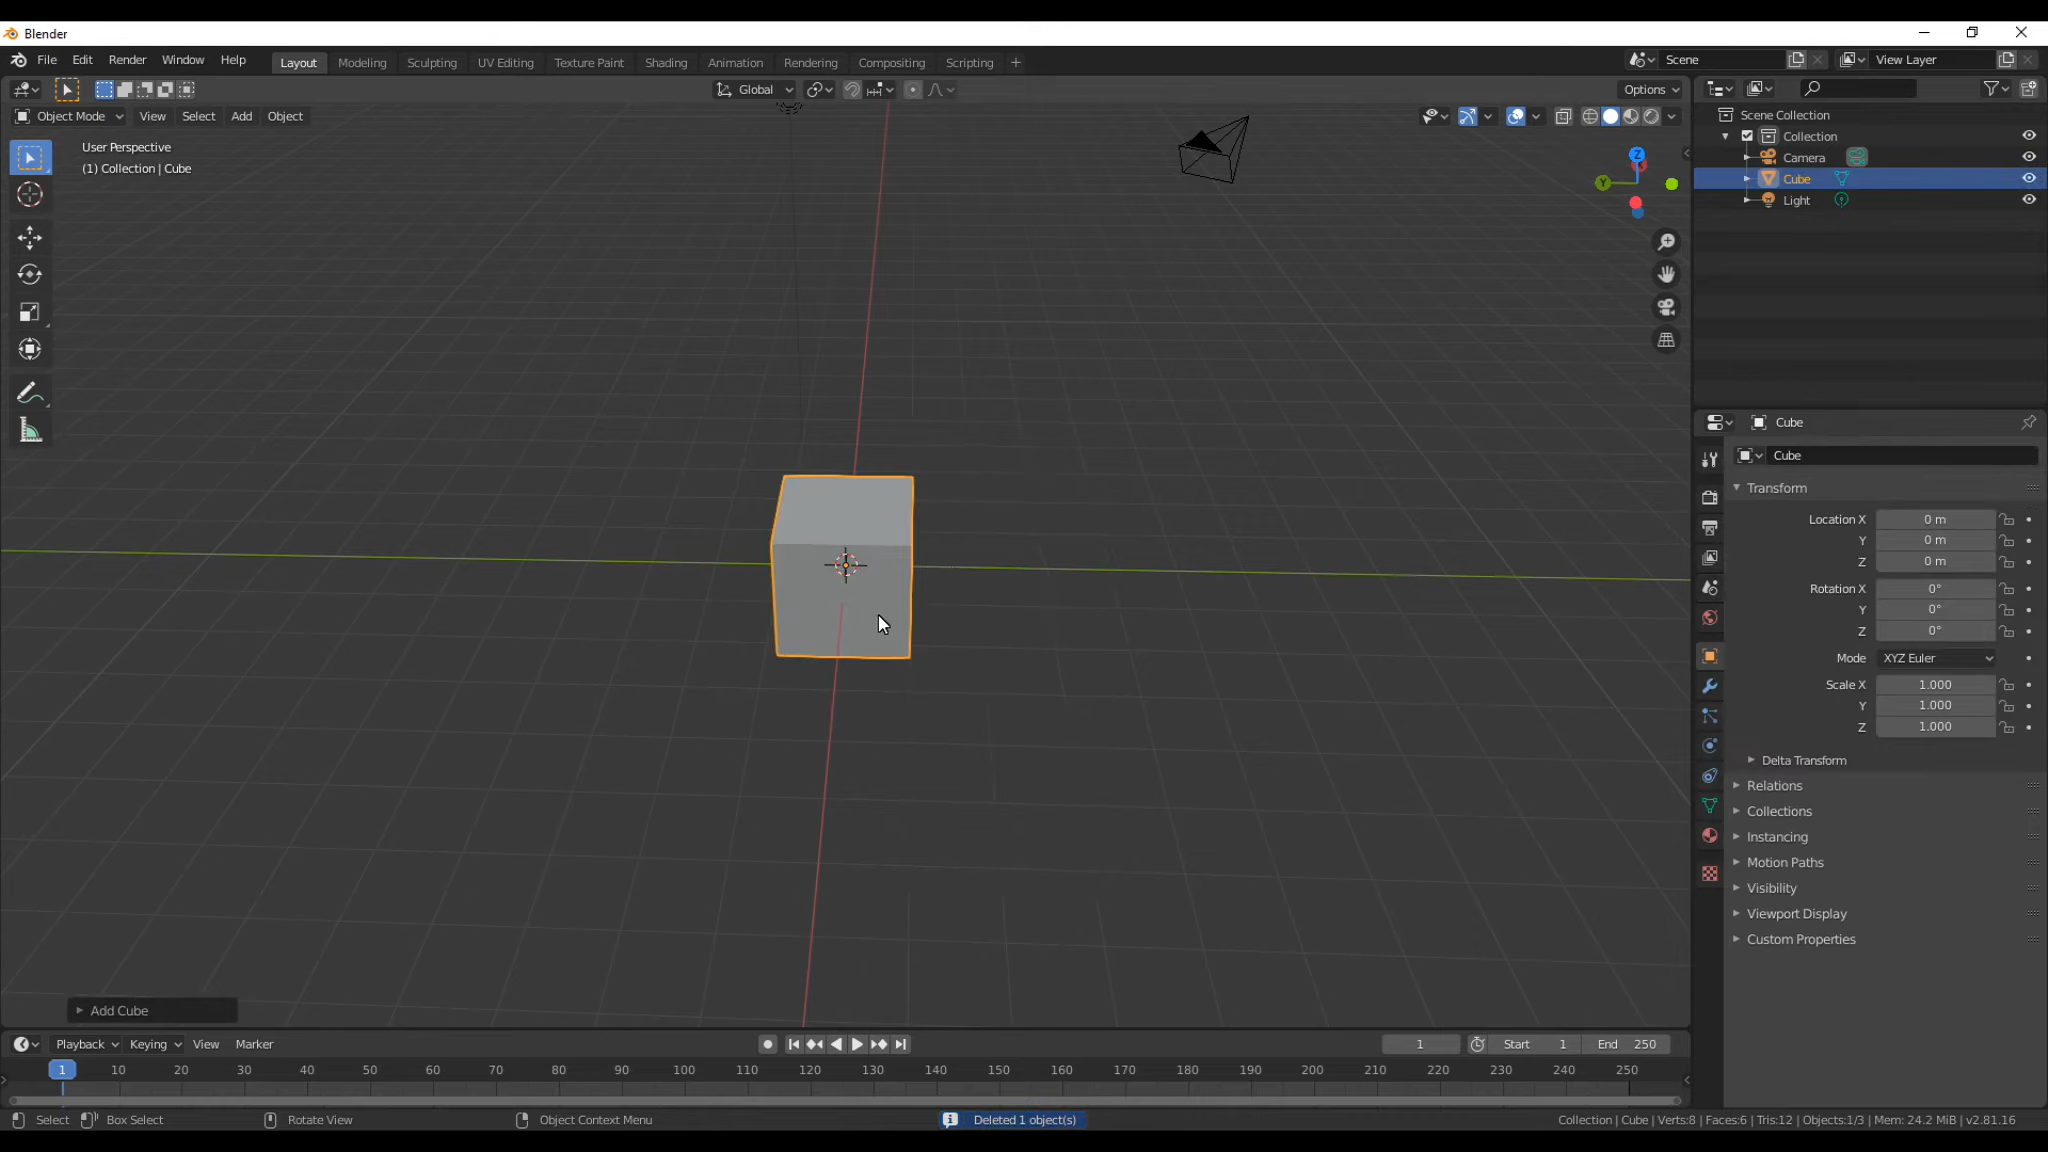 Blender
File Edit Render Window Help Layout Modeling Sculpting UV Editing Texture Paint Shading Animation Rendering Compositing Scripting + Scene View Layer
Global Options
Object Mode View Select Add Object
User Perspective
(1) Collection | Cube
Z
Y
Scene Collection
Collection
Camera
Cube
Light
Cube
Cube
Transform
Location X 0 m
Y 0 m
Z 0 m
Rotation X 0°
Y 0°
Z 0°
Mode XYZ Euler
Scale X 1.000
Y 1.000
Z 1.000
Delta Transform
Relations
Collections
Instancing
Motion Paths
Visibility
Viewport Display
Custom Properties
Add Cube
Playback Keying View Marker 1 Start 1 End 250
1 10 20 30 40 50 60 70 80 90 100 110 120 130 140 150 160 170 180 190 200 210 220 230 240 250
Select Box Select Rotate View Object Context Menu Deleted 1 object(s) Collection | Cube | Verts:8 | Faces:6 | Tris:12 | Objects:1/3 | Mem: 24.2 MiB | v2.81.16